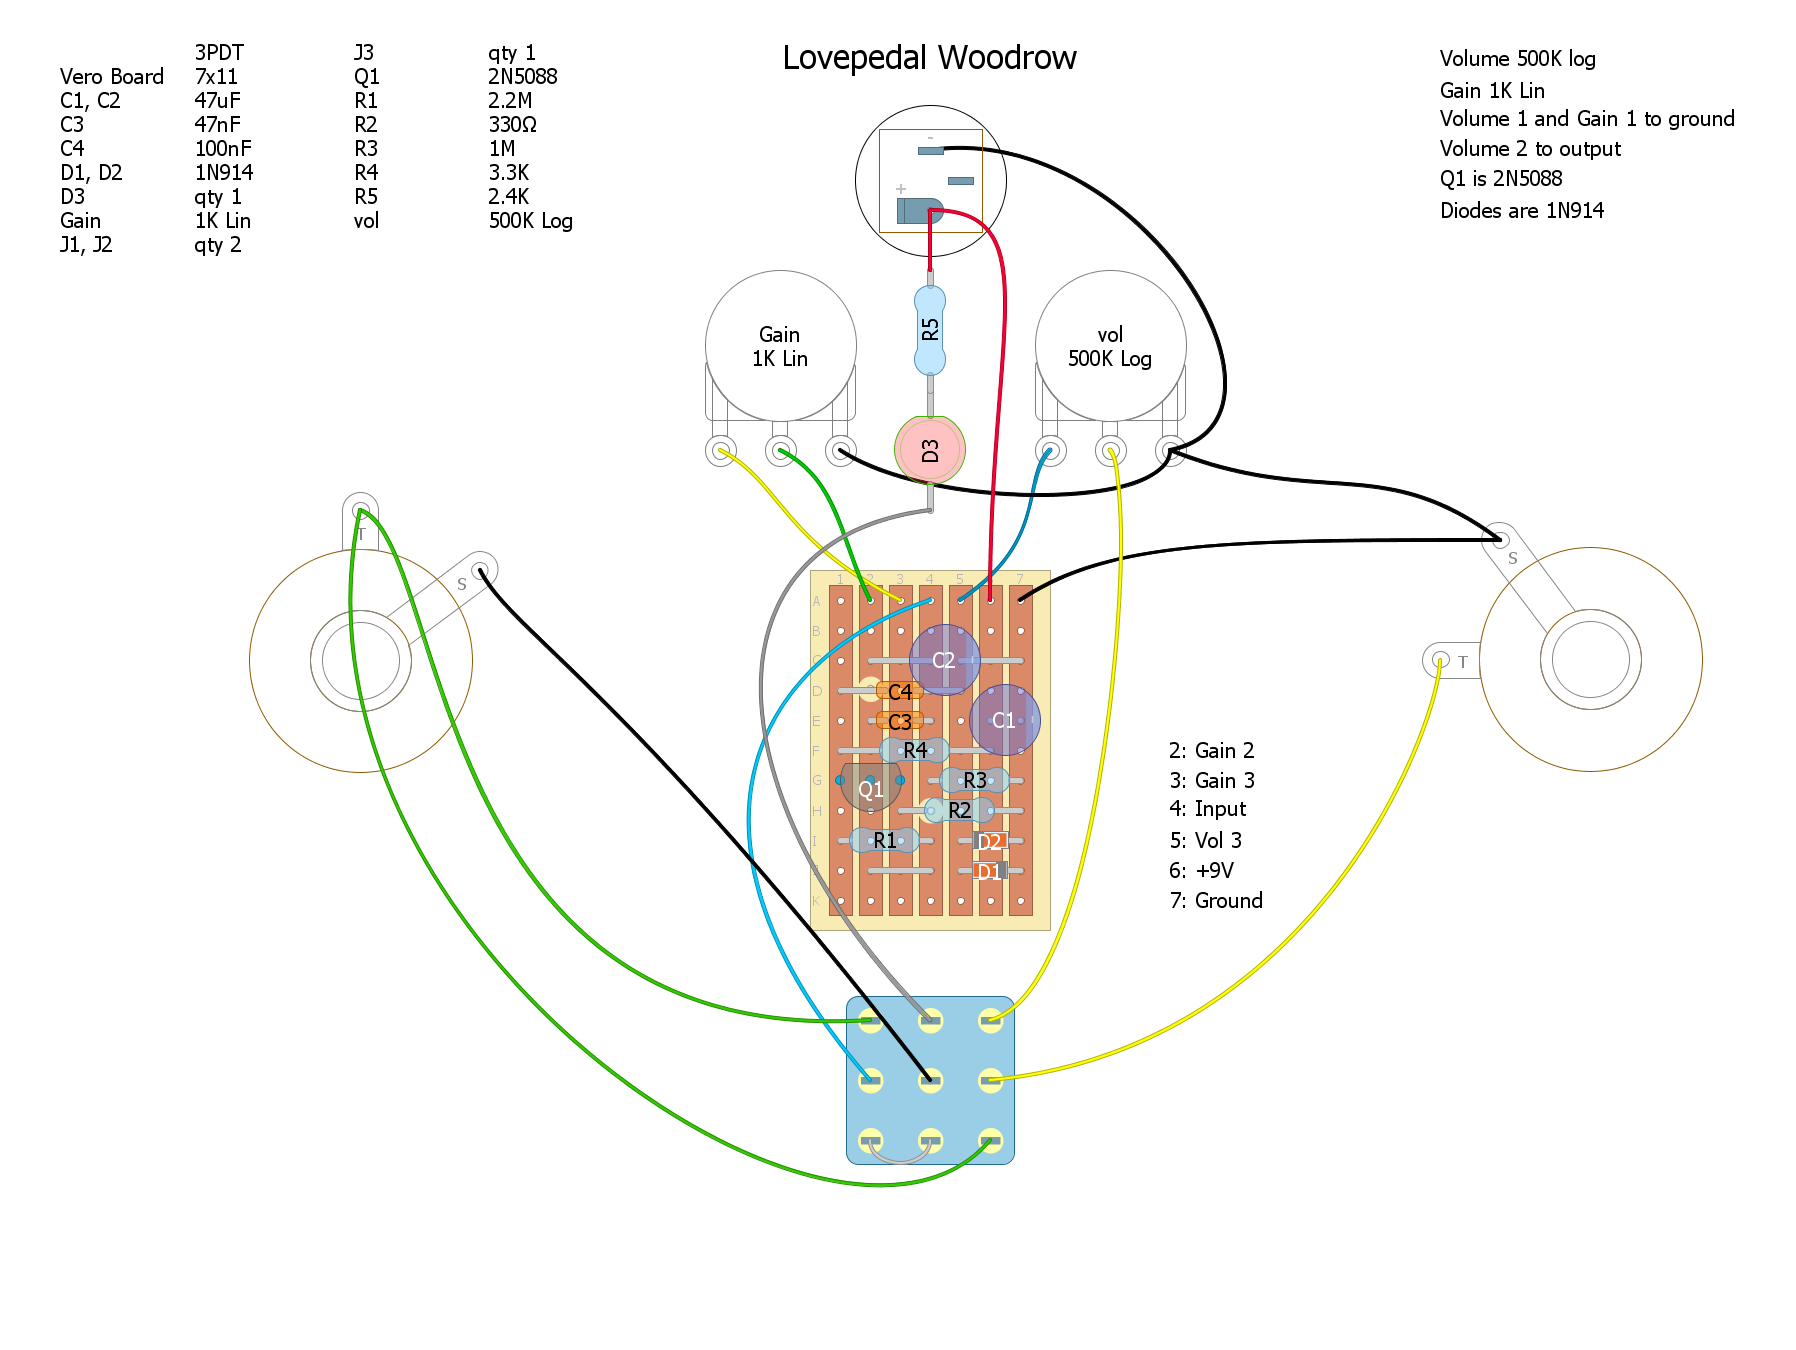 Lovepedal Woodrow
3PDT J3 qty 1
Vero Board 7x11 Q1 2N5088
C1, C2 47uF R1 2.2M
C3 47nF R2 330Ω
C4 100nF R3 1M
D1, D2 1N914 R4 3.3K
D3 qty 1 R5 2.4K
Gain 1K Lin vol 500K Log
J1, J2 qty 2
Volume 500K log
Gain 1K Lin
Volume 1 and Gain 1 to ground
Volume 2 to output
Q1 is 2N5088
Diodes are 1N914
-
+
R5
Gain
1K Lin
vol
500K Log
D3
T
S
S
T
1 2 3 4 5 7
A
B
C
D
E
F
G
H
I
K
C2
C4
C3
C1
R4
R3
Q1
R2
R1
D2
D1
2: Gain 2
3: Gain 3
4: Input
5: Vol 3
6: +9V
7: Ground